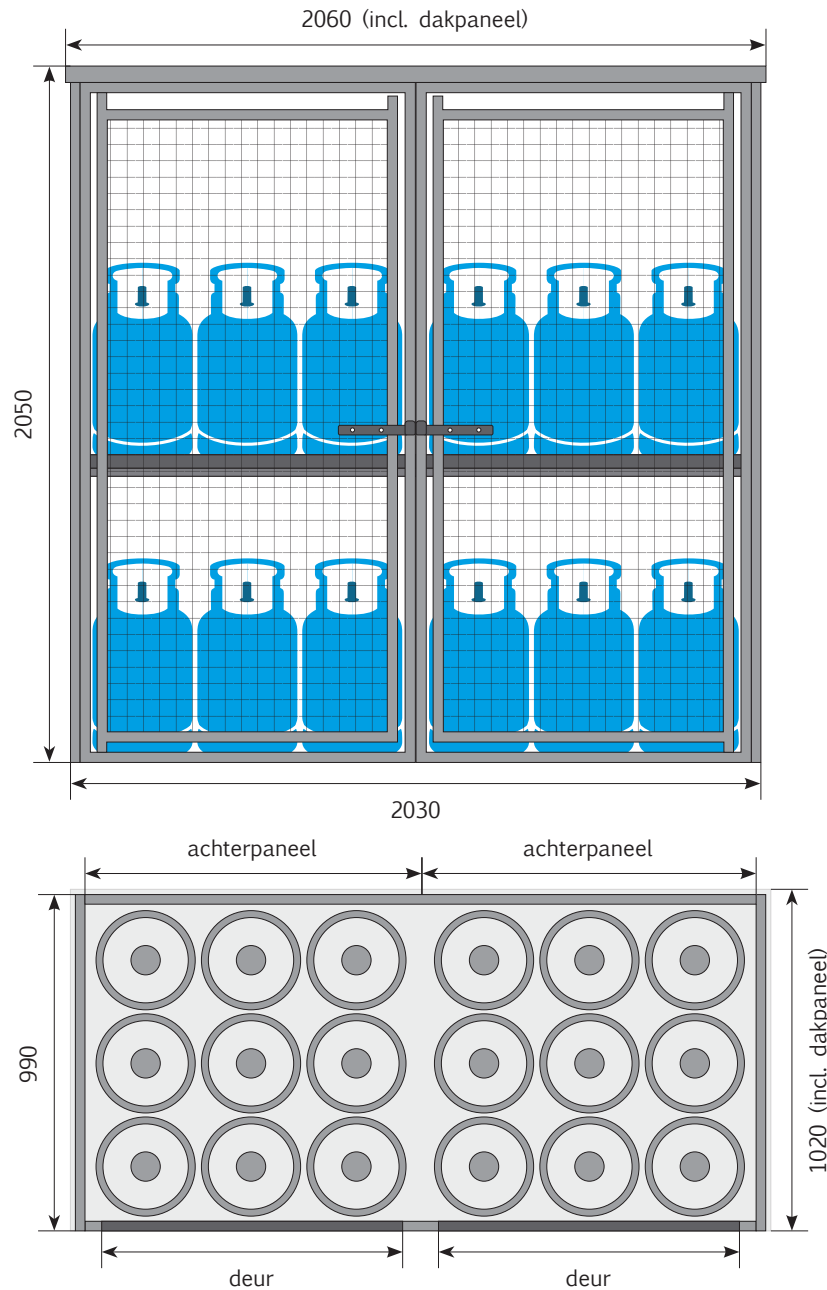 2060 (incl. dakpaneel)
2050
2030
achterpaneel
achterpaneel
990
1020 (incl. dakpaneel)
deur
deur